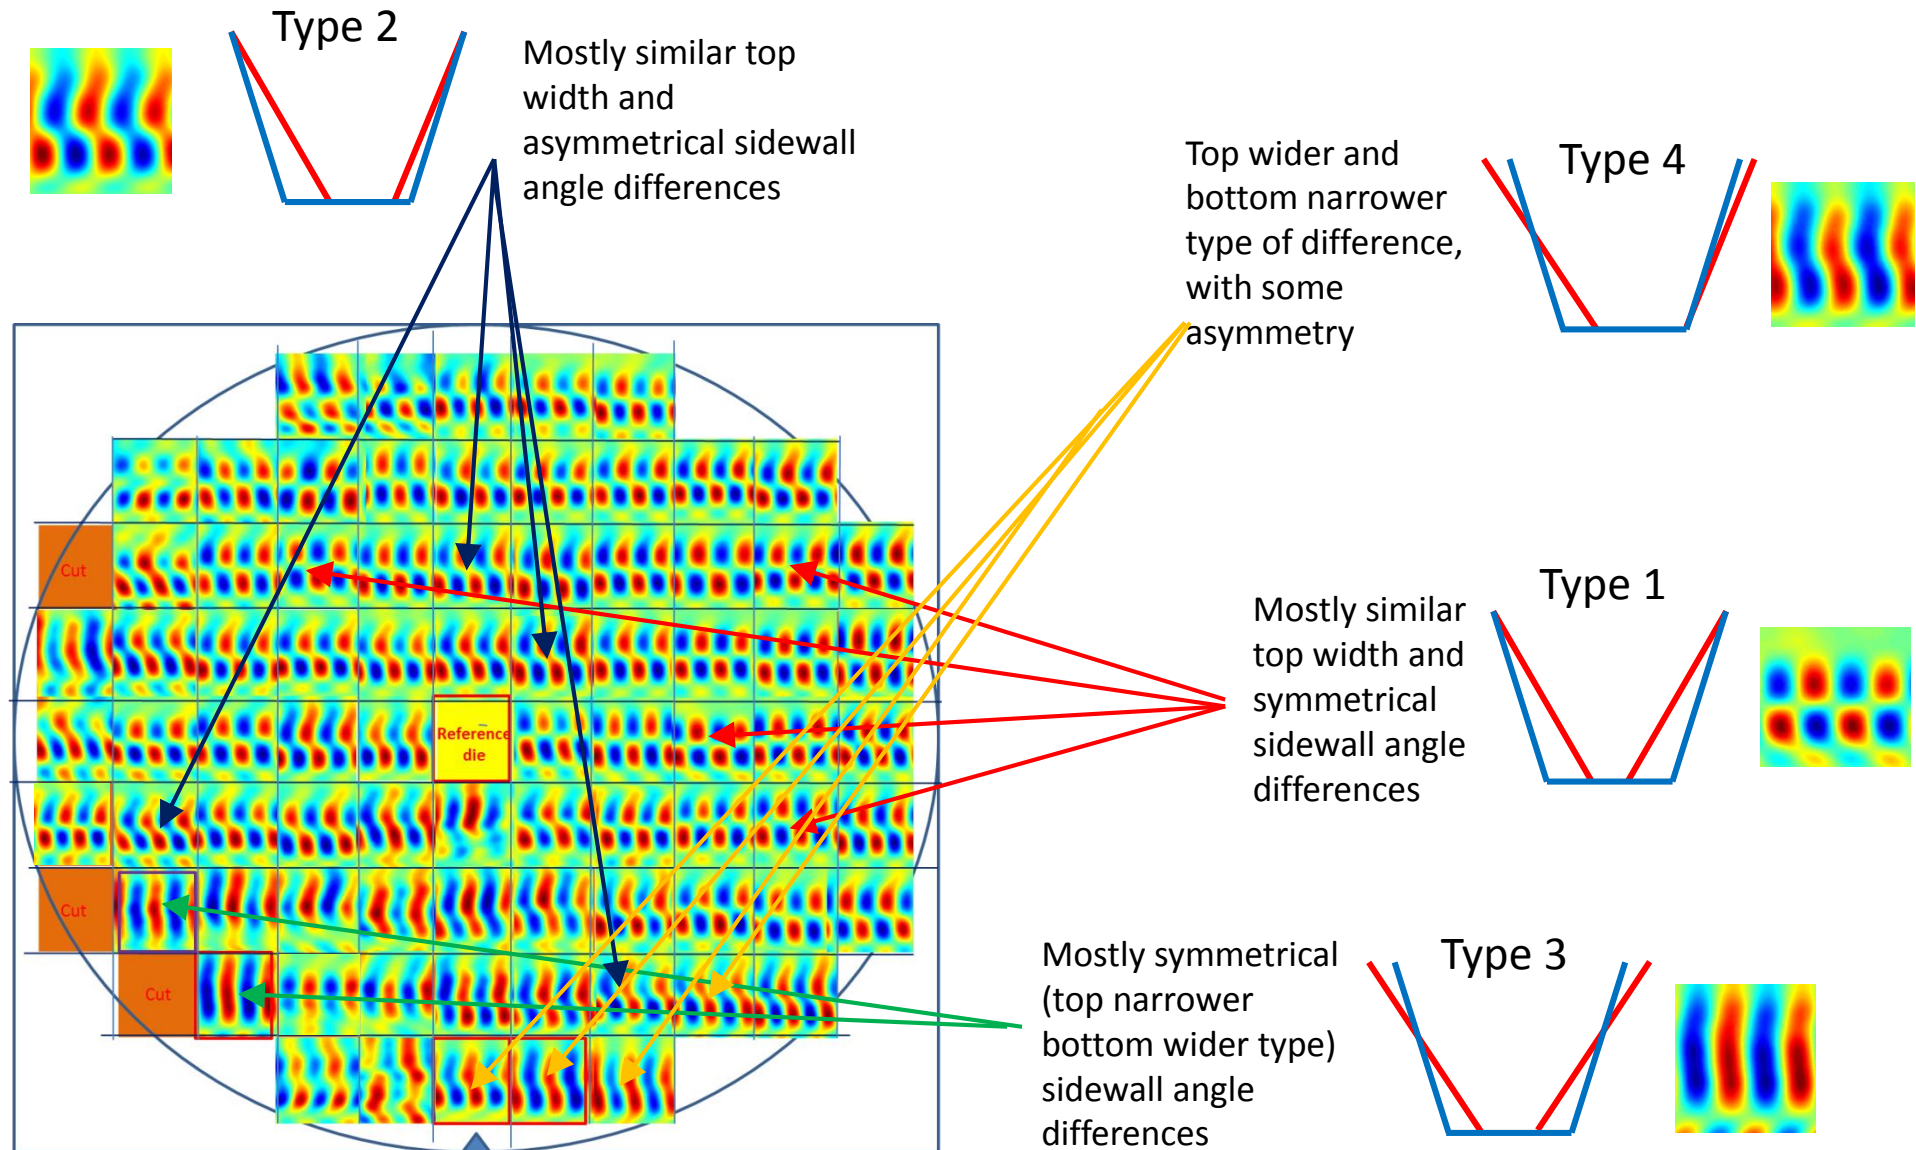 Type 2
Mostly similar top
width and
asymmetrical sidewall
angle differences
Top wider and
bottom narrower
type of difference,
with some
asymmetry
Type 4
Cut
Reference
die
Cut
Cut
Mostly similar
top width and
symmetrical
sidewall angle
differences
Type 1
Mostly symmetrical
(top narrower
bottom wider type)
sidewall angle
differences
Type 3